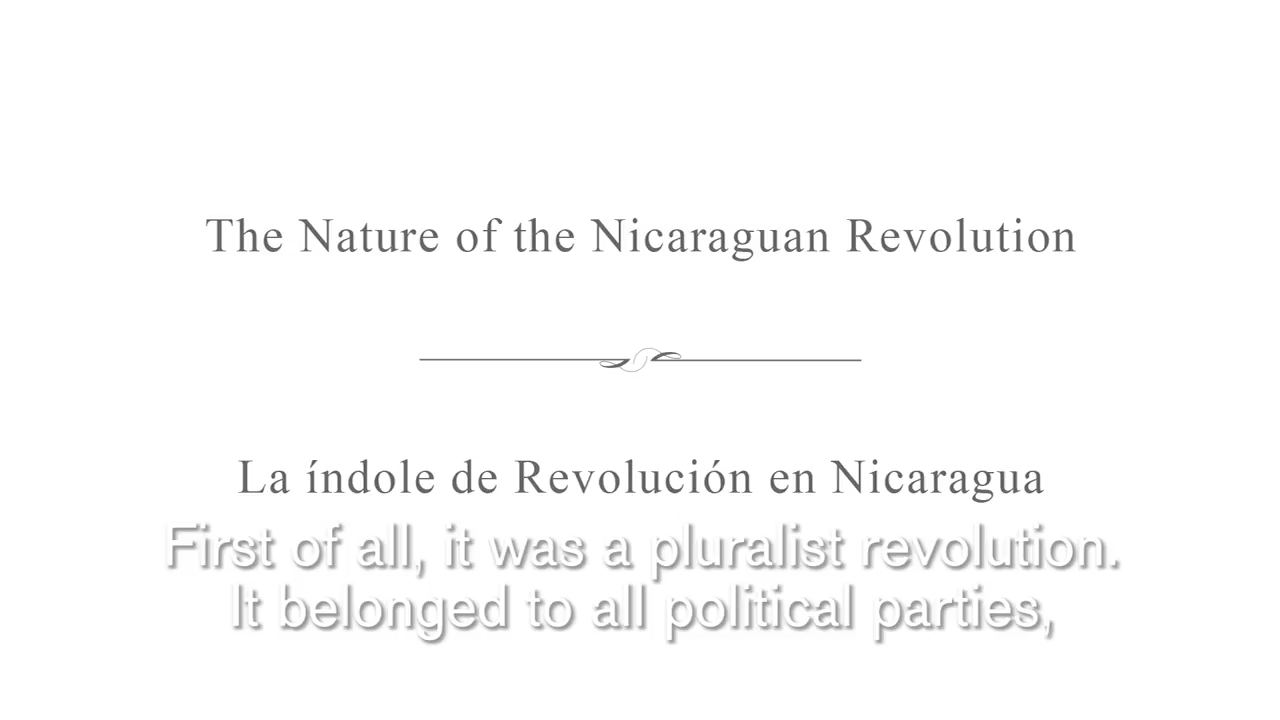 The Nature of the Nicaraguan Revolution
La índole de Revolución en Nicaragua
First of all, it was a pluralist revolution.
It belonged to all political parties,